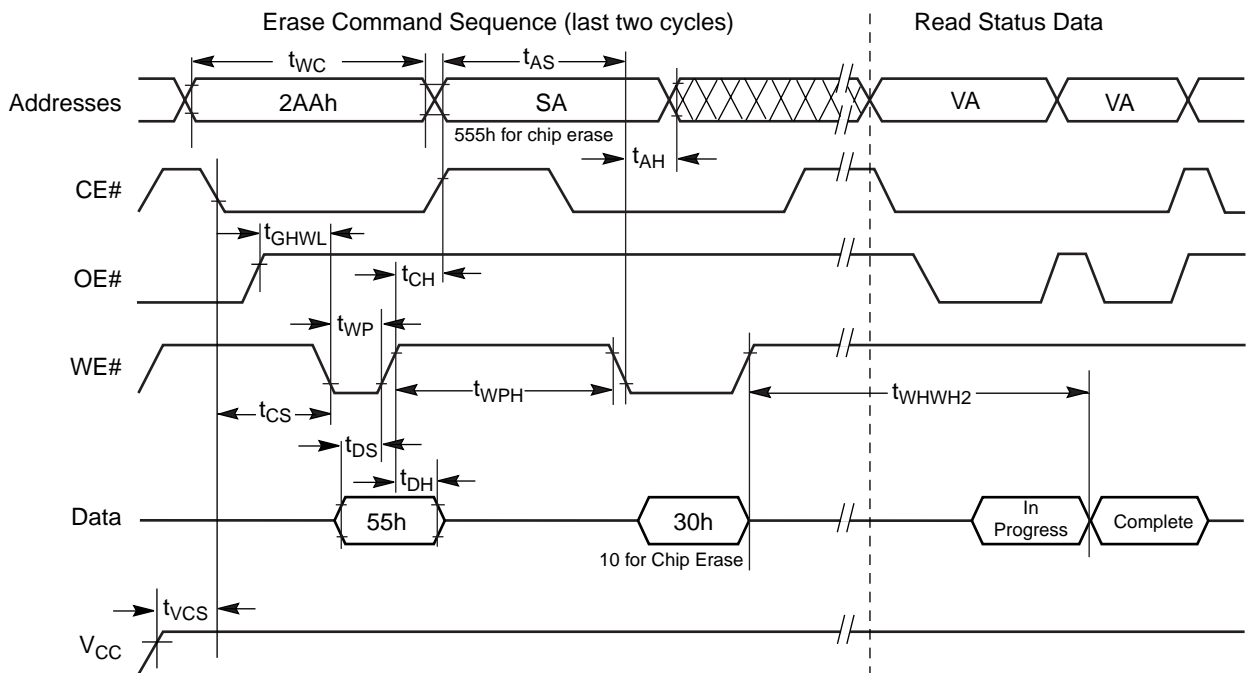 Erase Command Sequence (last two cycles)
Read Status Data
tWC
tAS
Addresses
2AAh
SA
VA
VA
555h for chip erase
tAH
CE#
tGHWL
OE#
tCH
tWP
WE#
tWPH
tWHWH2
tCS
tDS
tDH
Data
55h
30h
In
Progress
Complete
10 for Chip Erase
tVCS
VCC